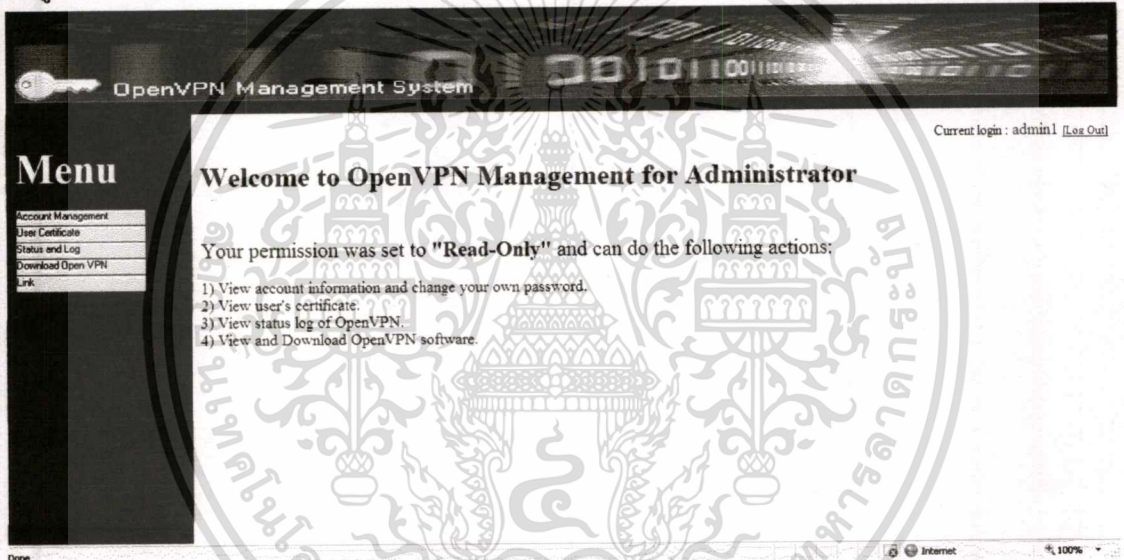 OpenVPN Management System
Current login : admin1 [Log Out]
Menu
Account Management
User Certificate
Status and Log
Download Open VPN
Link
Welcome to OpenVPN Management for Administrator
Your permission was set to "Read-Only" and can do the following actions:
1) View account information and change your own password.
2) View user's certificate.
3) View status log of OpenVPN.
4) View and Download OpenVPN software.
Done
Internet
100%